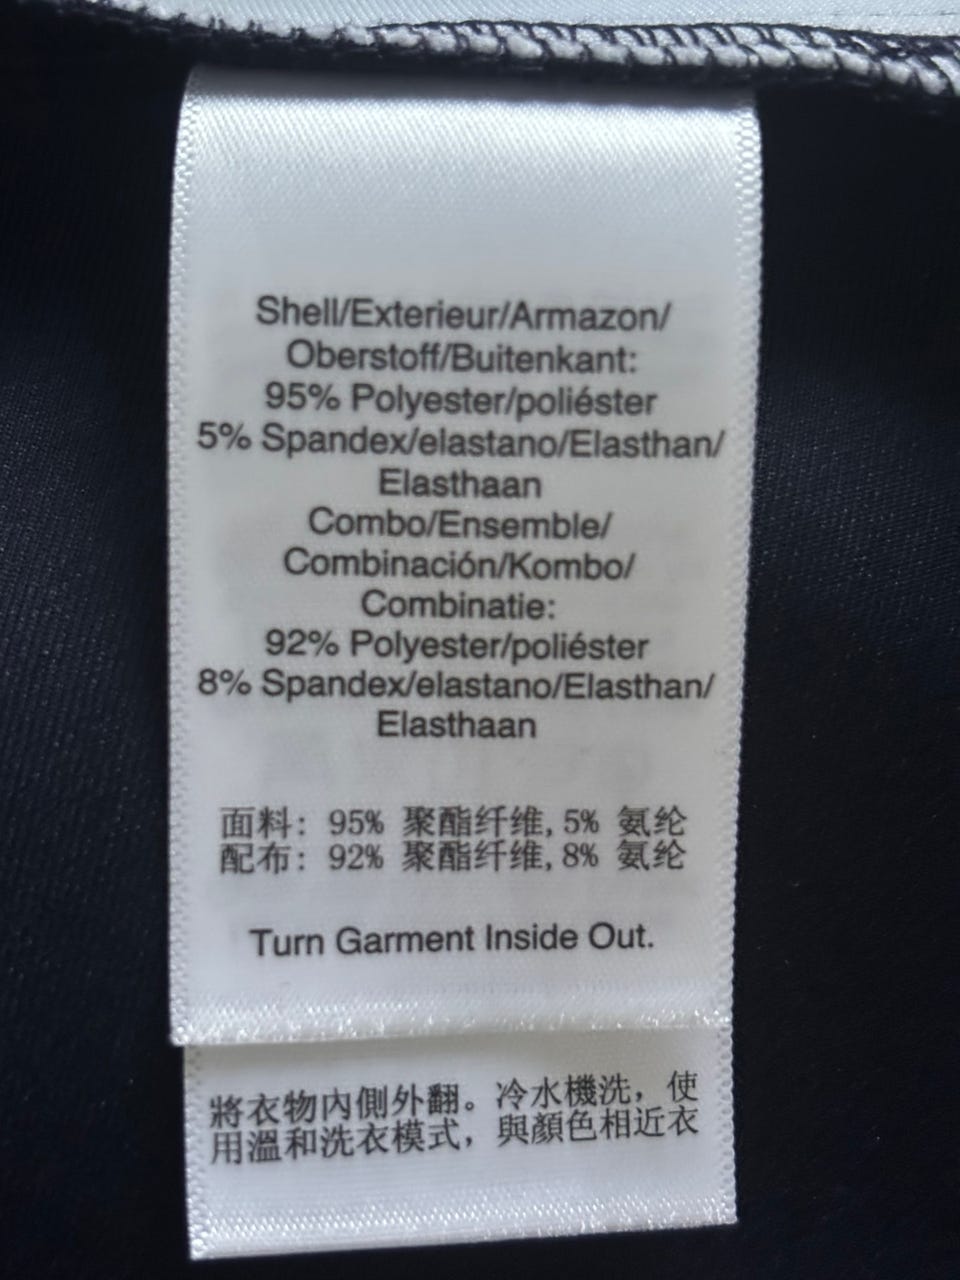 Shell/Exterieur/Armazon/
Oberstoff/Buitenkant:
95% Polyester/poliéster
5% Spandex/elastano/Elasthan/
Elasthaan
Combo/Ensemble/
Combinación/Kombo/
Combinatie:
92% Polyester/poliéster
8% Spandex/elastano/Elasthan/
Elasthaan
面料: 95% 聚酯纤维,5% 氨纶
配布: 92% 聚酯纤维,8% 氨纶
Turn Garment Inside Out.
將衣物內側外翻。冷水機洗，使
用溫和洗衣模式，與顏色相近衣